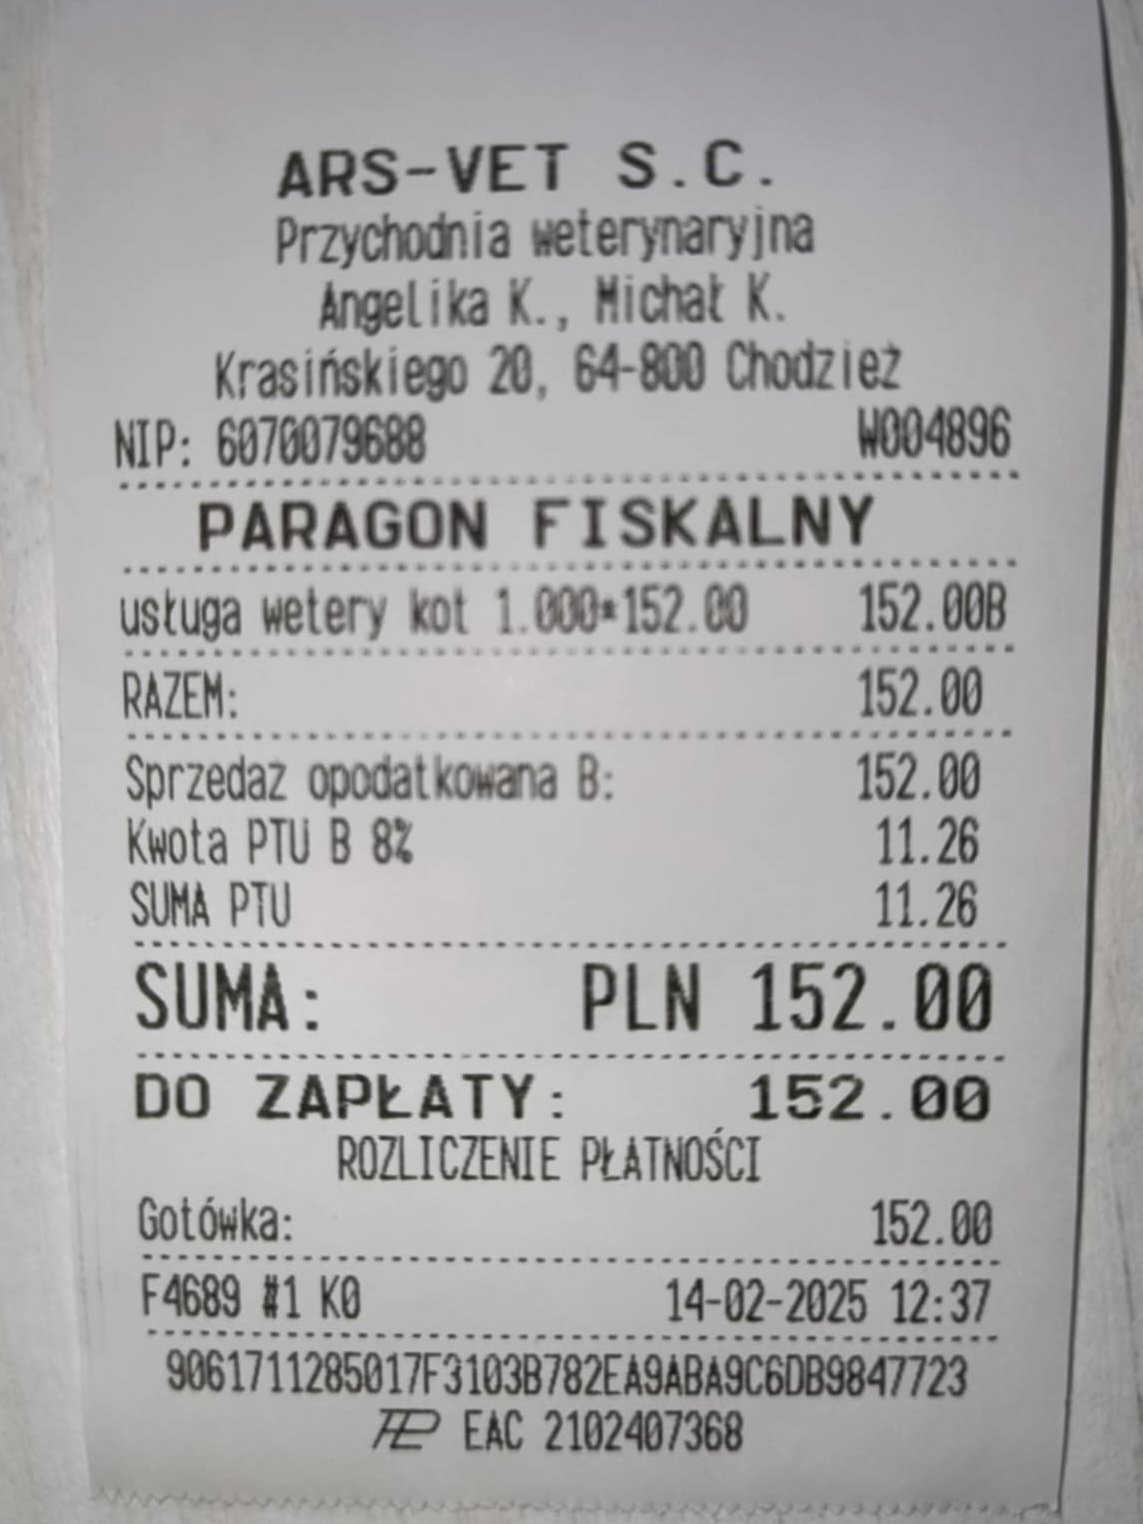 ARS-VET S.C.
Przychodnia weterynaryjna
Angelika K., Michał K.
Krasińskiego 20, 64-800 Chodzież
NIP: 6070079688 W004896
PARAGON FISKALNY
usługa wetery kot 1.000*152.00 152.00B
RAZEM: 152.00
Sprzedaż opodatkowana B: 152.00
Kwota PTU B 8% 11.26
SUMA PTU 11.26
SUMA: PLN 152.00
DO ZAPŁATY: 152.00
ROZLICZENIE PŁATNOŚCI
Gotówka: 152.00
F4689 #1 K0 14-02-2025 12:37
9061711285017F3103B782EA9ABA9C6DB9847723
EAC 2102407368